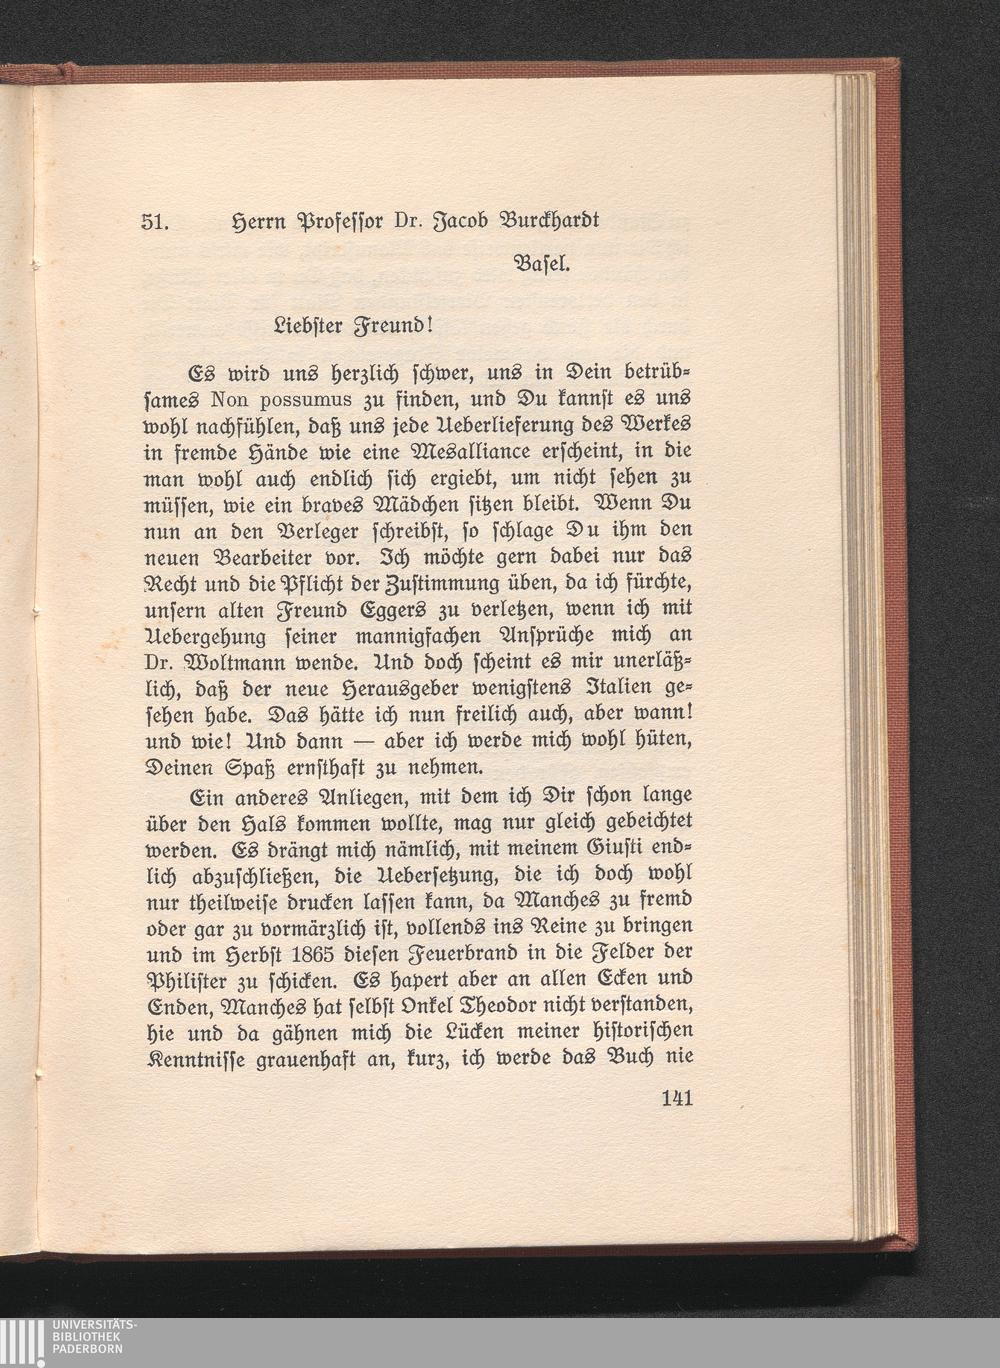 51. Herrn Professor Dr. Jacob Burckhardt
Basel.
Liebster Freund!
Es wird uns herzlich schwer, uns in Dein betrüb-
sames Non possumus zu finden, und Du kannst es uns
wohl nachfühlen, daß uns jede Ueberlieferung des Werkes
in fremde Hände wie eine Mesalliance erscheint, in die
man wohl auch endlich sich ergiebt, um nicht sehen zu
müssen, wie ein braves Mädchen sitzen bleibt. Wenn Du
nun an den Verleger schreibst, so schlage Du ihm den
neuen Bearbeiter vor. Ich möchte gern dabei nur das
Recht und die Pflicht der Zustimmung üben, da ich fürchte,
unsern alten Freund Eggers zu verletzen, wenn ich mit
Uebergehung seiner mannigfachen Ansprüche mich an
Dr. Woltmann wende. Und doch scheint es mir unerläß-
lich, daß der neue Herausgeber wenigstens Italien ge-
sehen habe. Das hätte ich nun freilich auch, aber wann!
und wie! Und dann — aber ich werde mich wohl hüten,
Deinen Spaß ernsthaft zu nehmen.
Ein anderes Anliegen, mit dem ich Dir schon lange
über den Hals kommen wollte, mag nur gleich gebeichtet
werden. Es drängt mich nämlich, mit meinem Giusti end-
lich abzuschließen, die Uebersetzung, die ich doch wohl
nur theilweise drucken lassen kann, da Manches zu fremd
oder gar zu vormärzlich ist, vollends ins Reine zu bringen
und im Herbst 1865 diesen Feuerbrand in die Felder der
Philister zu schicken. Es hapert aber an allen Ecken und
Enden, Manches hat selbst Onkel Theodor nicht verstanden,
hie und da gähnen mich die Lücken meiner historischen
Kenntnisse grauenhaft an, kurz, ich werde das Buch nie
141
UNIVERSITÄTS-
BIBLIOTHEK
PADERBORN